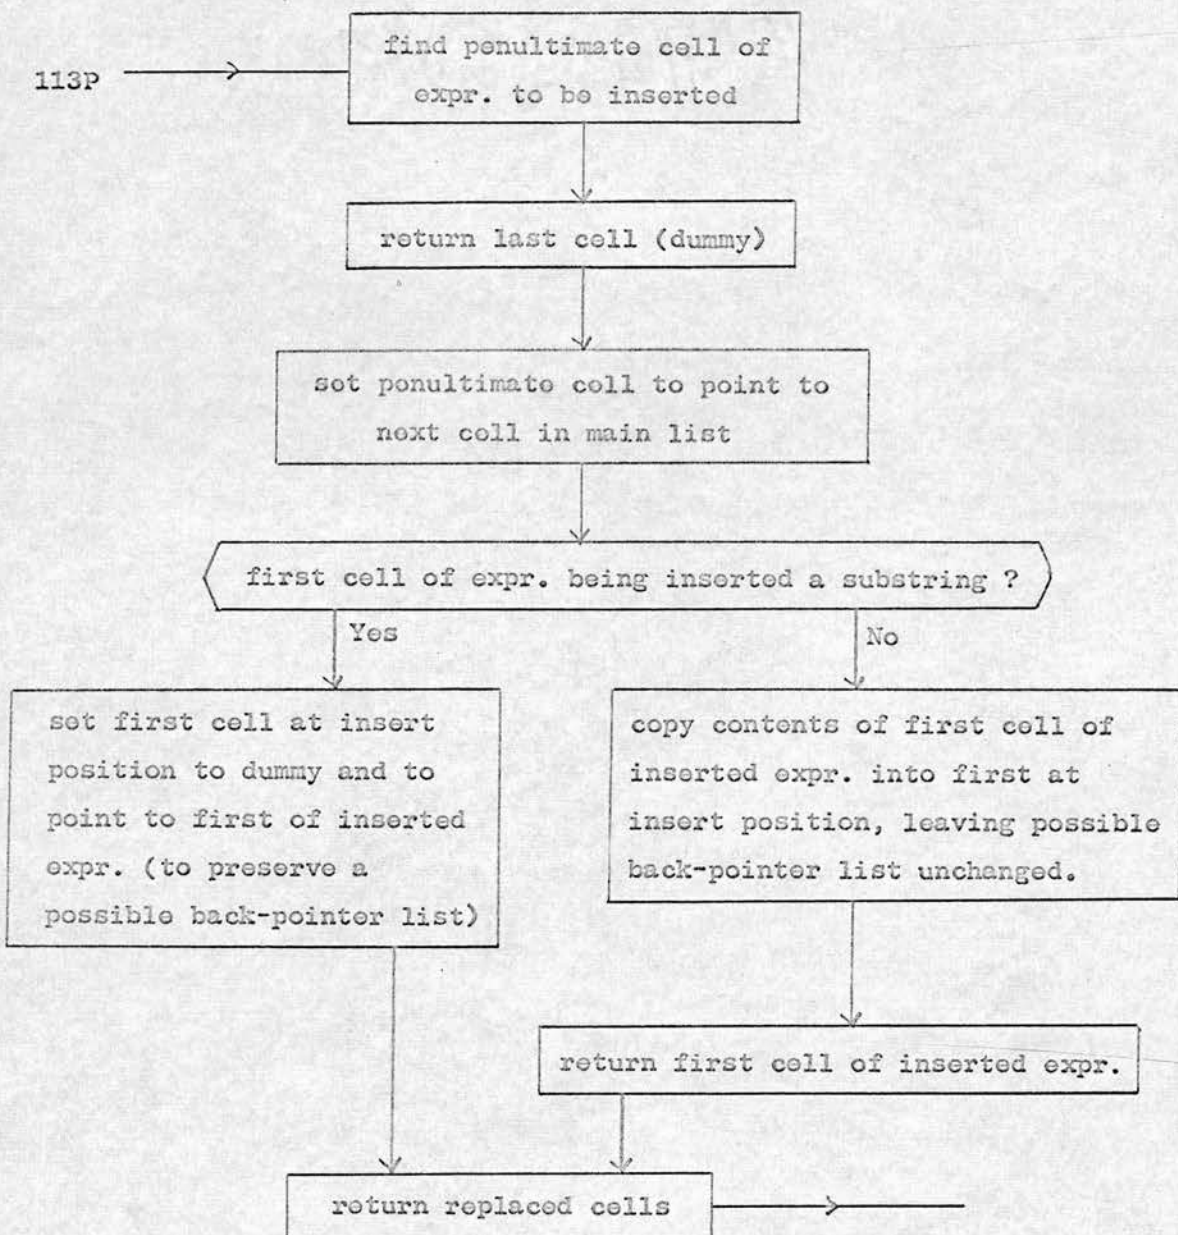 113P
find penultimate cell of
expr. to be inserted
return last cell (dummy)
set penultimate cell to point to
next cell in main list
first cell of expr. being inserted a substring ?
Yes
No
set first cell at insert
position to dummy and to
point to first of inserted
expr. (to preserve a
possible back-pointer list)
copy contents of first cell of
inserted expr. into first at
insert position, leaving possible
back-pointer list unchanged.
return first cell of inserted expr.
return replaced cells